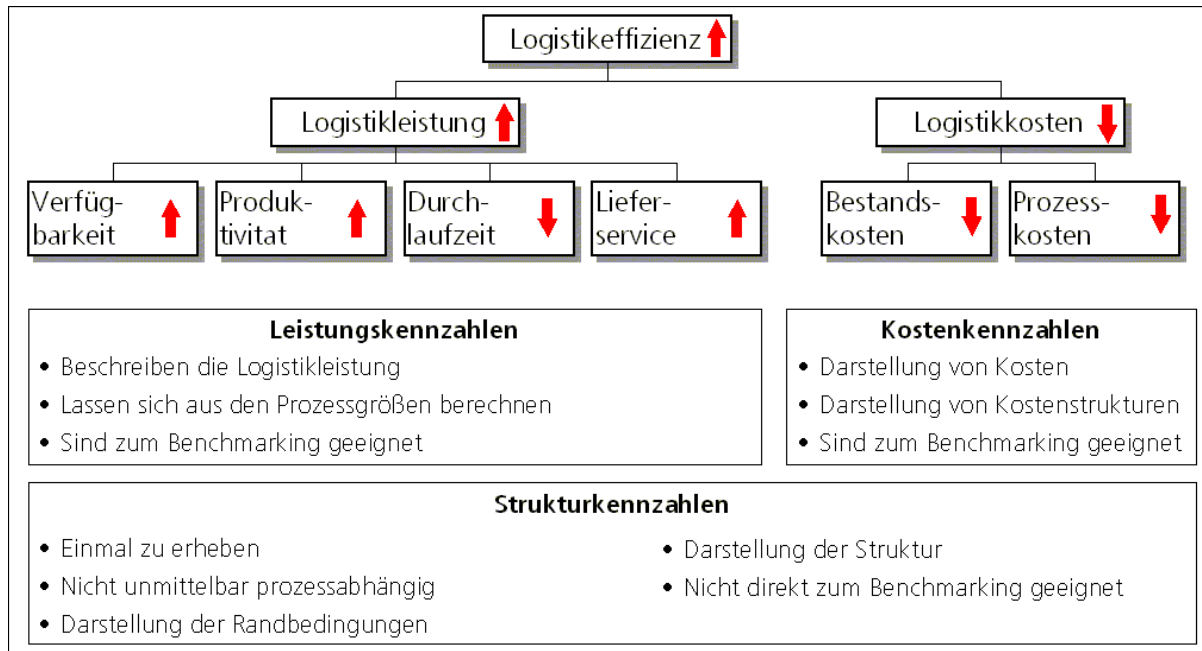 Logistikeffizienz
Logistikleistung
Logistikkosten
Verfüg-
barkeit
Produk-
tivitat
Durch-
laufzeit
Liefer-
service
Bestands-
kosten
Prozess-
kosten
Leistungskennzahlen
• Beschreiben die Logistikleistung
• Lassen sich aus den Prozessgrößen berechnen
• Sind zum Benchmarking geeignet
Kostenkennzahlen
• Darstellung von Kosten
• Darstellung von Kostenstrukturen
• Sind zum Benchmarking geeignet
Strukturkennzahlen
• Einmal zu erheben
• Nicht unmittelbar prozessabhängig
• Darstellung der Randbedingungen
• Darstellung der Struktur
• Nicht direkt zum Benchmarking geeignet